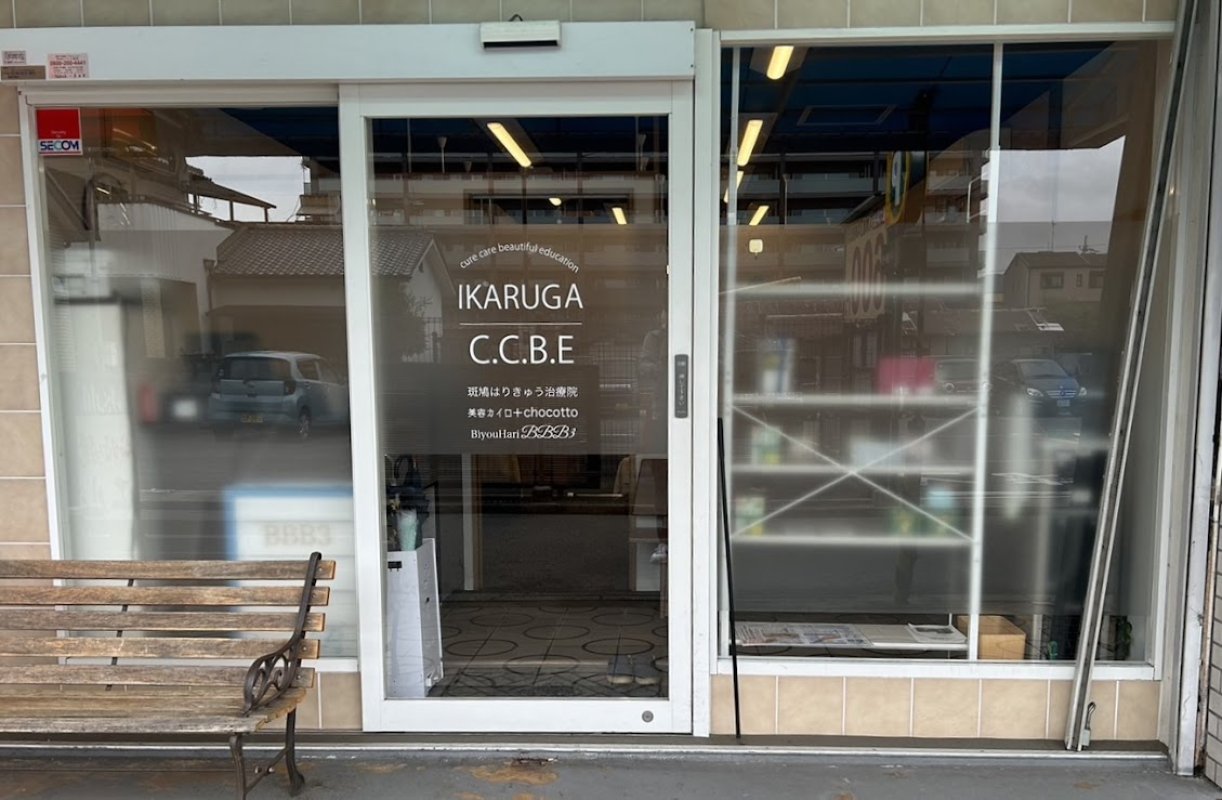 SECOM
cure care beautiful education
IKARUGA
C.C.B.E
斑鳩はりきゅう治療院
美容カイロ+chocotto
BiyouHari BBB3
BBB3